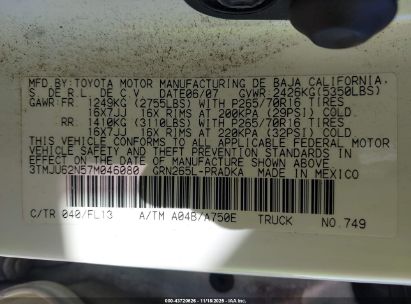 MFD.BY:TOYOTA MOTOR MANUFACTURING DE BAJA CALIFORNIA,
S DE R.L. DE C.V. DATE06/07 GVWR:2426KG(5350LBS)
GAWR:FR 1249KG (2755LBS) WITH P265/70R16 TIRES
16X7JJ 16X RIMS AT 200KPA (29PSI) COLD.
RR 1410KG (3110LBS) WITH P265/70R16 TIRES
16X7JJ 16X RIMS AT 220KPA (32PSI) COLD.
THIS VEHICLE CONFORMS TO ALL APPLICABLE FEDERAL MOTOR
VEHICLE SAFETY AND THEFT PREVENTION STANDARDS IN
EFFECT ON THE DATE OF MANUFACTURE SHOWN ABOVE.
3TMJU62N57M046080 GRN265L-PRADKA MADE IN MEXICO
C/TR 040/FL13 A/TM A04B/A750E TRUCK NO.749